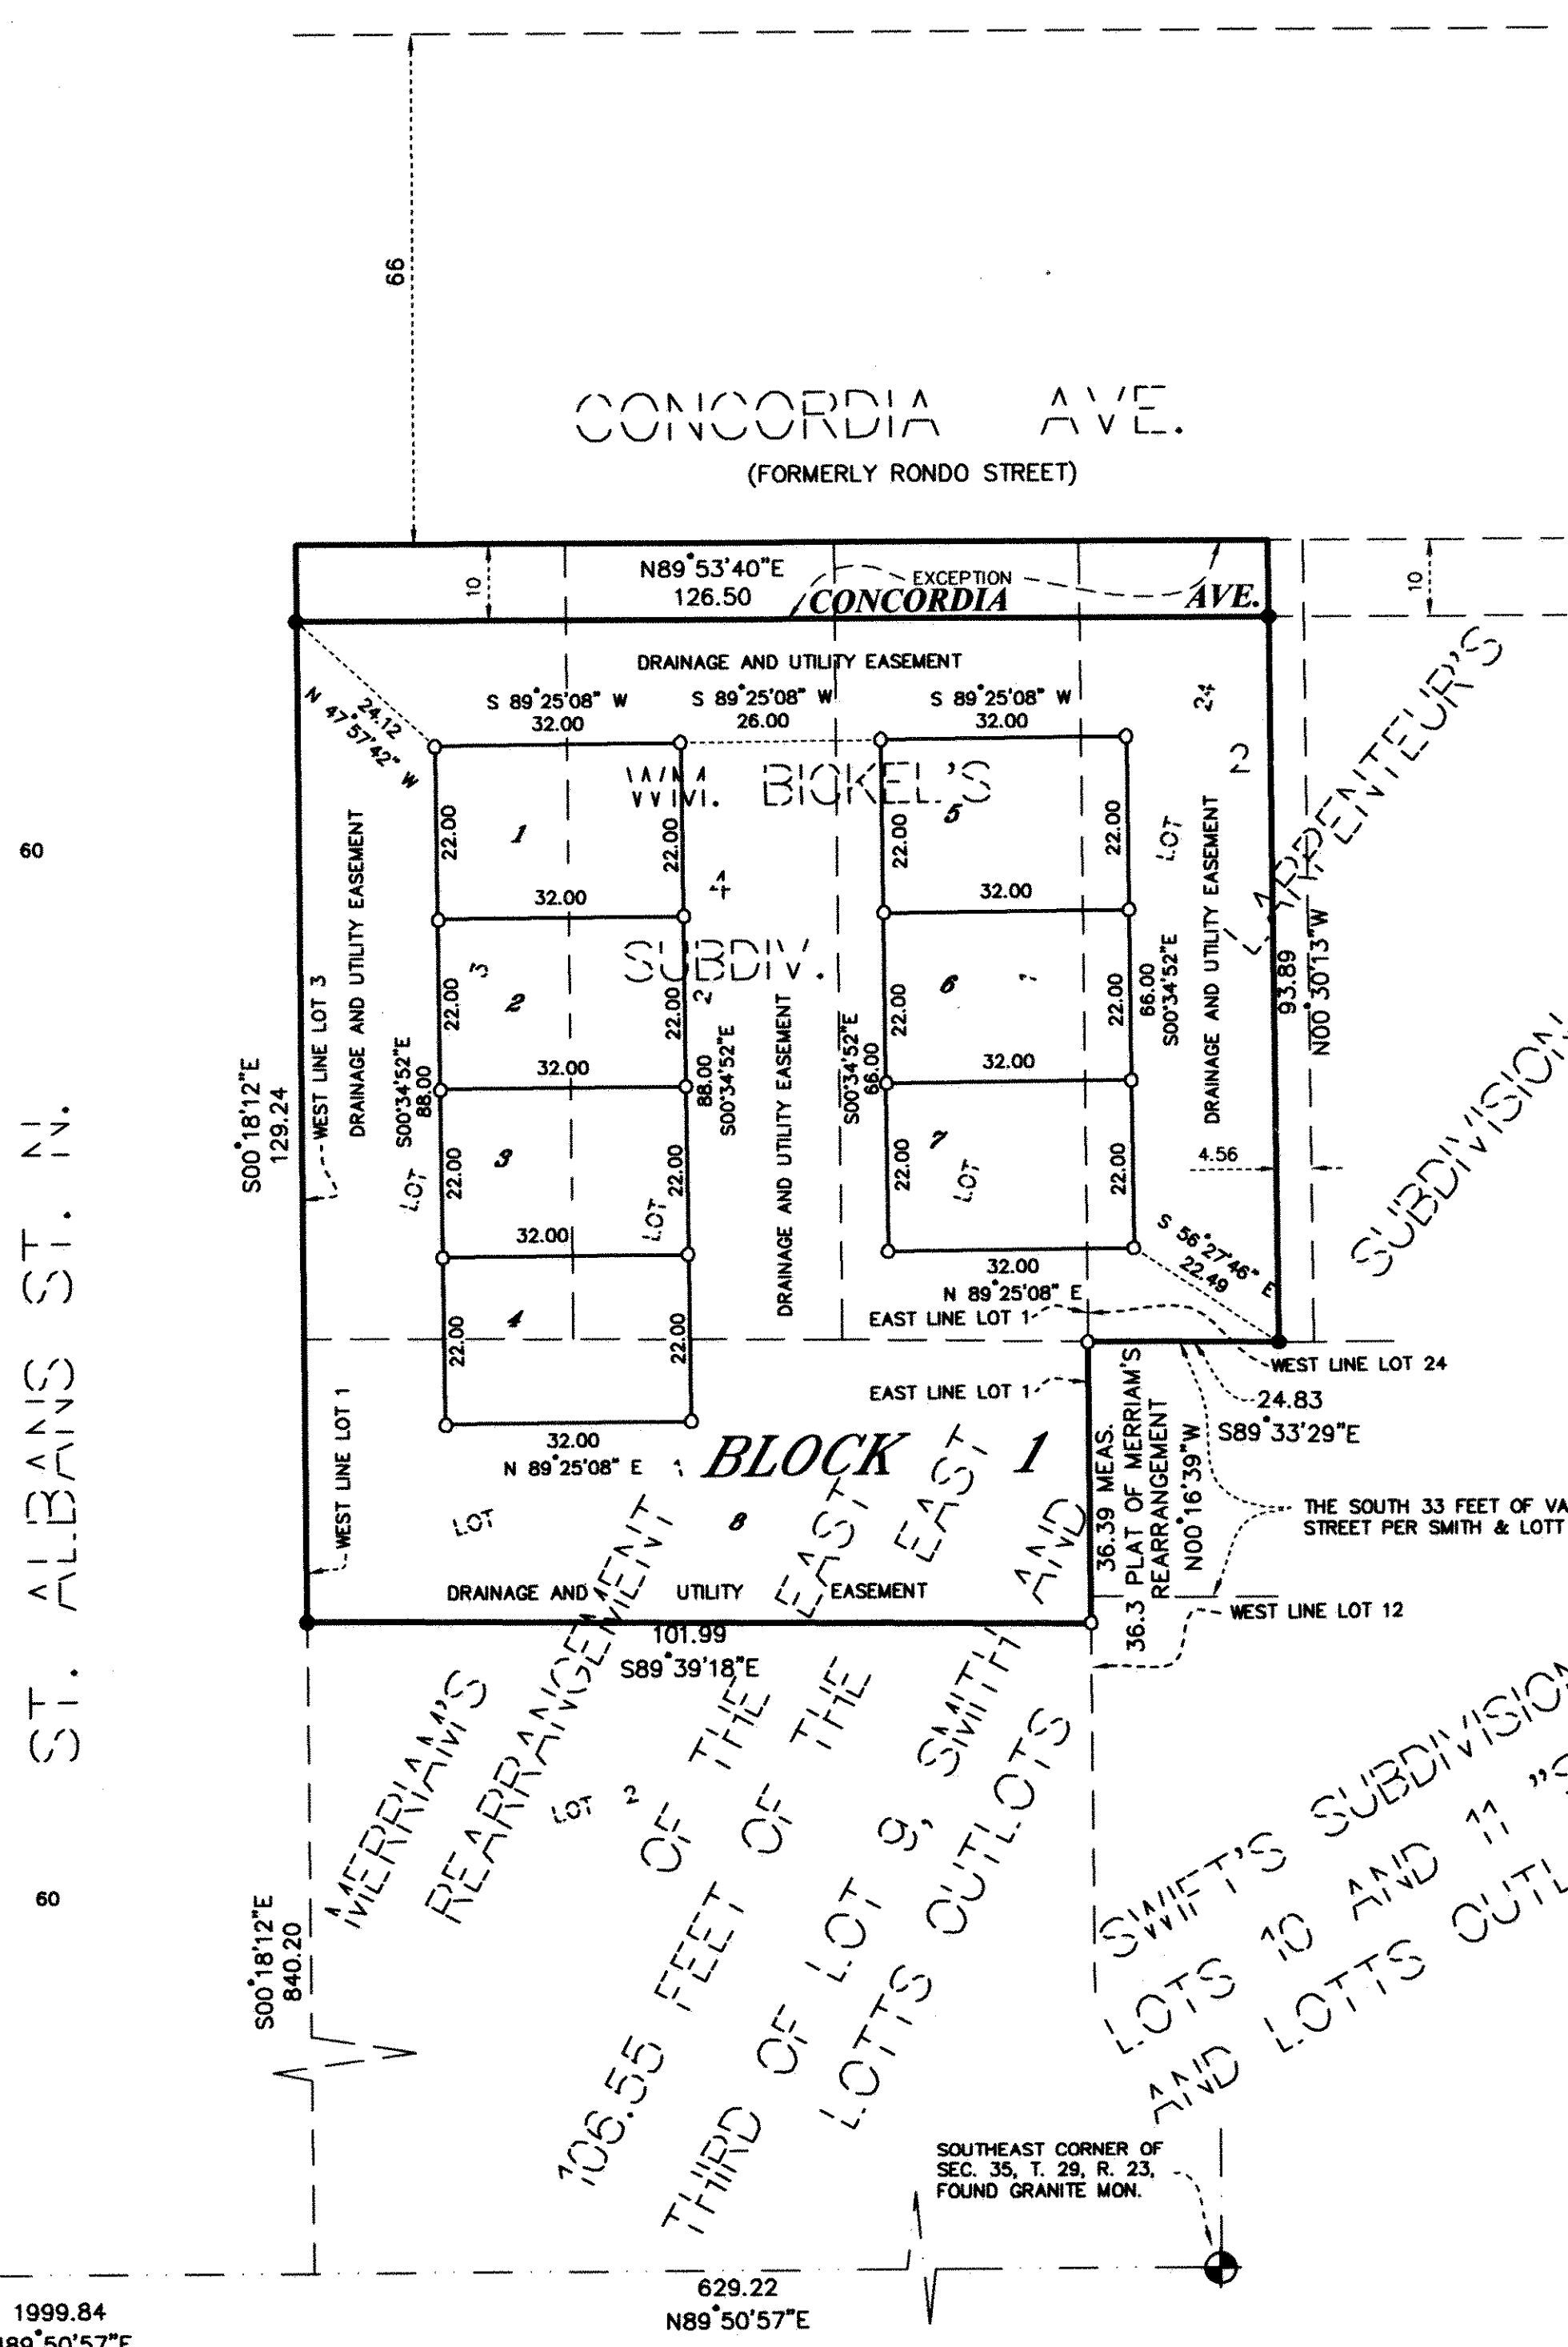 66
CONCORDIA AVE.
(FORMERLY RONDO STREET)
10
N89°53'40"E
126.50
EXCEPTION
CONCORDIA AVE.
10
DRAINAGE AND UTILITY EASEMENT
N 47°57'42" W
24.12
S 89°25'08" W
32.00
S 89°25'08" W
26.00
S 89°25'08" W
32.00
24
2
LARPENTEUR'S
SUBDIVISION
WM. BICKEL'S
SUBDIV.
60
1
22.00
22.00
32.00
4
5
22.00
22.00
32.00
LOT
DRAINAGE AND UTILITY EASEMENT
DRAINAGE AND UTILITY EASEMENT
93.89
N00°30'13"W
WEST LINE LOT 3
S00°18'12"E
129.24
3
2
22.00
22.00
32.00
2
S00°34'52"E
88.00
88.00
S00°34'52"E
DRAINAGE AND UTILITY EASEMENT
S00°34'52"E
66.00
6
1
22.00
22.00
32.00
66.00
S00°34'52"E
3
22.00
22.00
32.00
LOT
LOT
7
22.00
22.00
LOT
32.00
N 89°25'08" E
4.56
S 56°27'46" E
22.49
ST. ALBANS ST. N.
4
22.00
22.00
32.00
N 89°25'08" E
EAST LINE LOT 1
WEST LINE LOT 24
EAST LINE LOT 1
24.83
S89°33'29"E
WEST LINE LOT 1
BLOCK 1
LOT 1
8
36.39 MEAS.
36.3 PLAT OF MERRIAM'S
REARRANGEMENT
N00°16'39"W
THE SOUTH 33 FEET OF VA
STREET PER SMITH & LOTT
DRAINAGE AND UTILITY EASEMENT
101.99
S89°39'18"E
WEST LINE LOT 12
MERRIAM'S
REARRANGEMENT
OF THE EAST
106.55 FEET OF THE EAST
THIRD OF LOT 9, SMITH AND
LOTTS OUTLOTS
LOT 2
SWIFT'S SUBDIVISION
LOTS 10 AND 11 "S
AND LOTTS OUTL
60
S00°18'12"E
840.20
SOUTHEAST CORNER OF
SEC. 35, T. 29, R. 23,
FOUND GRANITE MON.
629.22
N89°50'57"E
1999.84
N89°50'57"E